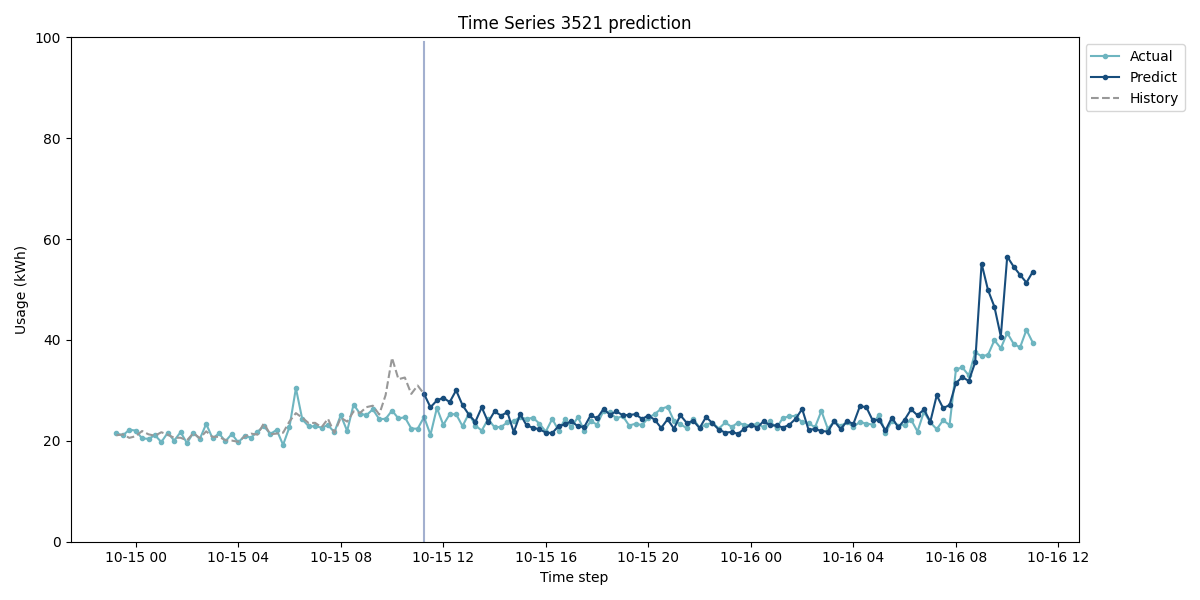 Time Series 3521 prediction
100
80
60
40
20
0
Usage (kWh)
10-15 00
10-15 04
10-15 08
10-15 12
10-15 16
10-15 20
10-16 00
10-16 04
10-16 08
10-16 12
Time step
Actual
Predict
History